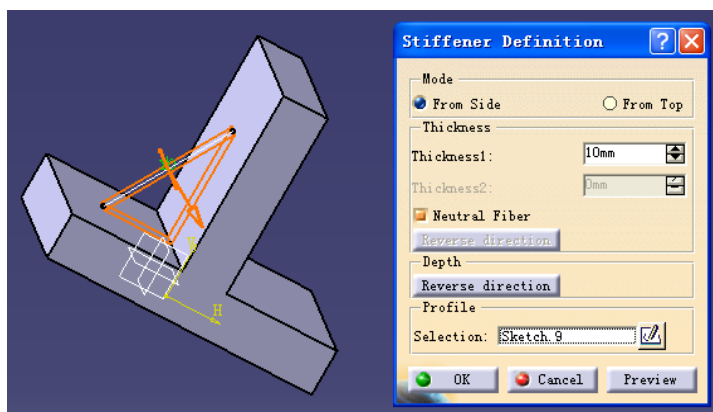 Stiffener Definition
Mode
From Side
From Top
Thickness
Thickness1:
10mm
Thickness2:
0mm
Neutral Fiber
Reverse direction
Depth
Reverse direction
Profile
Selection:
Sketch.9
OK
Cancel
Preview
V
H